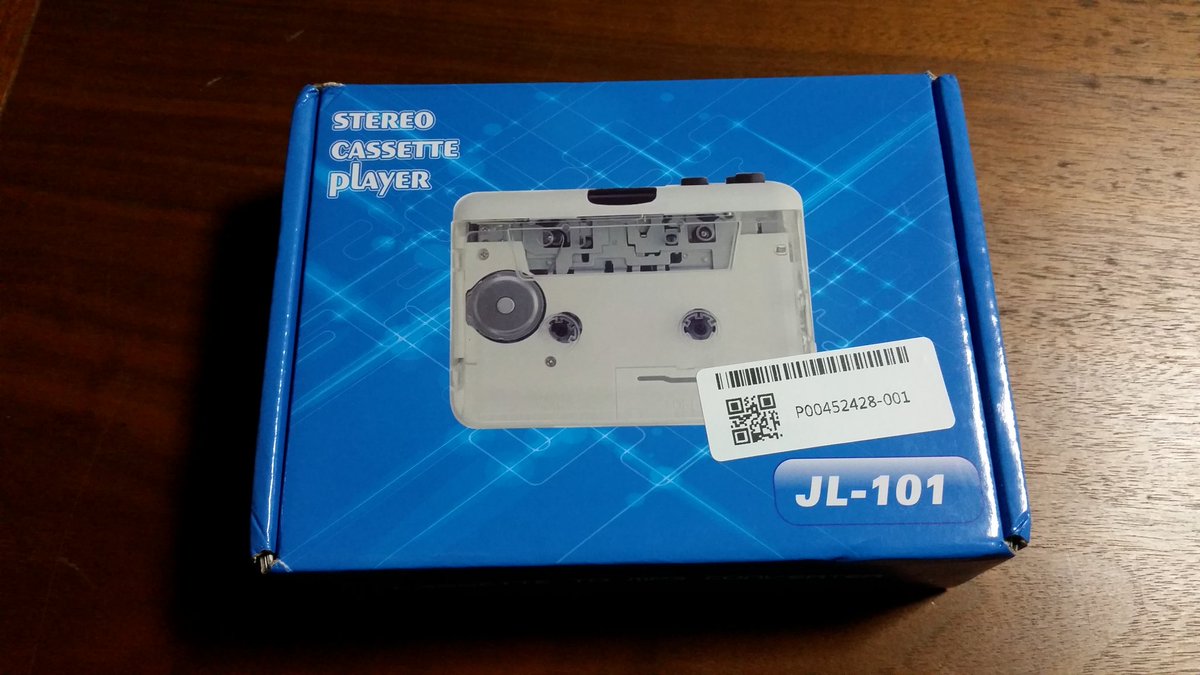 STEREO
CASSETTE
player
P00452428-001
JL-101